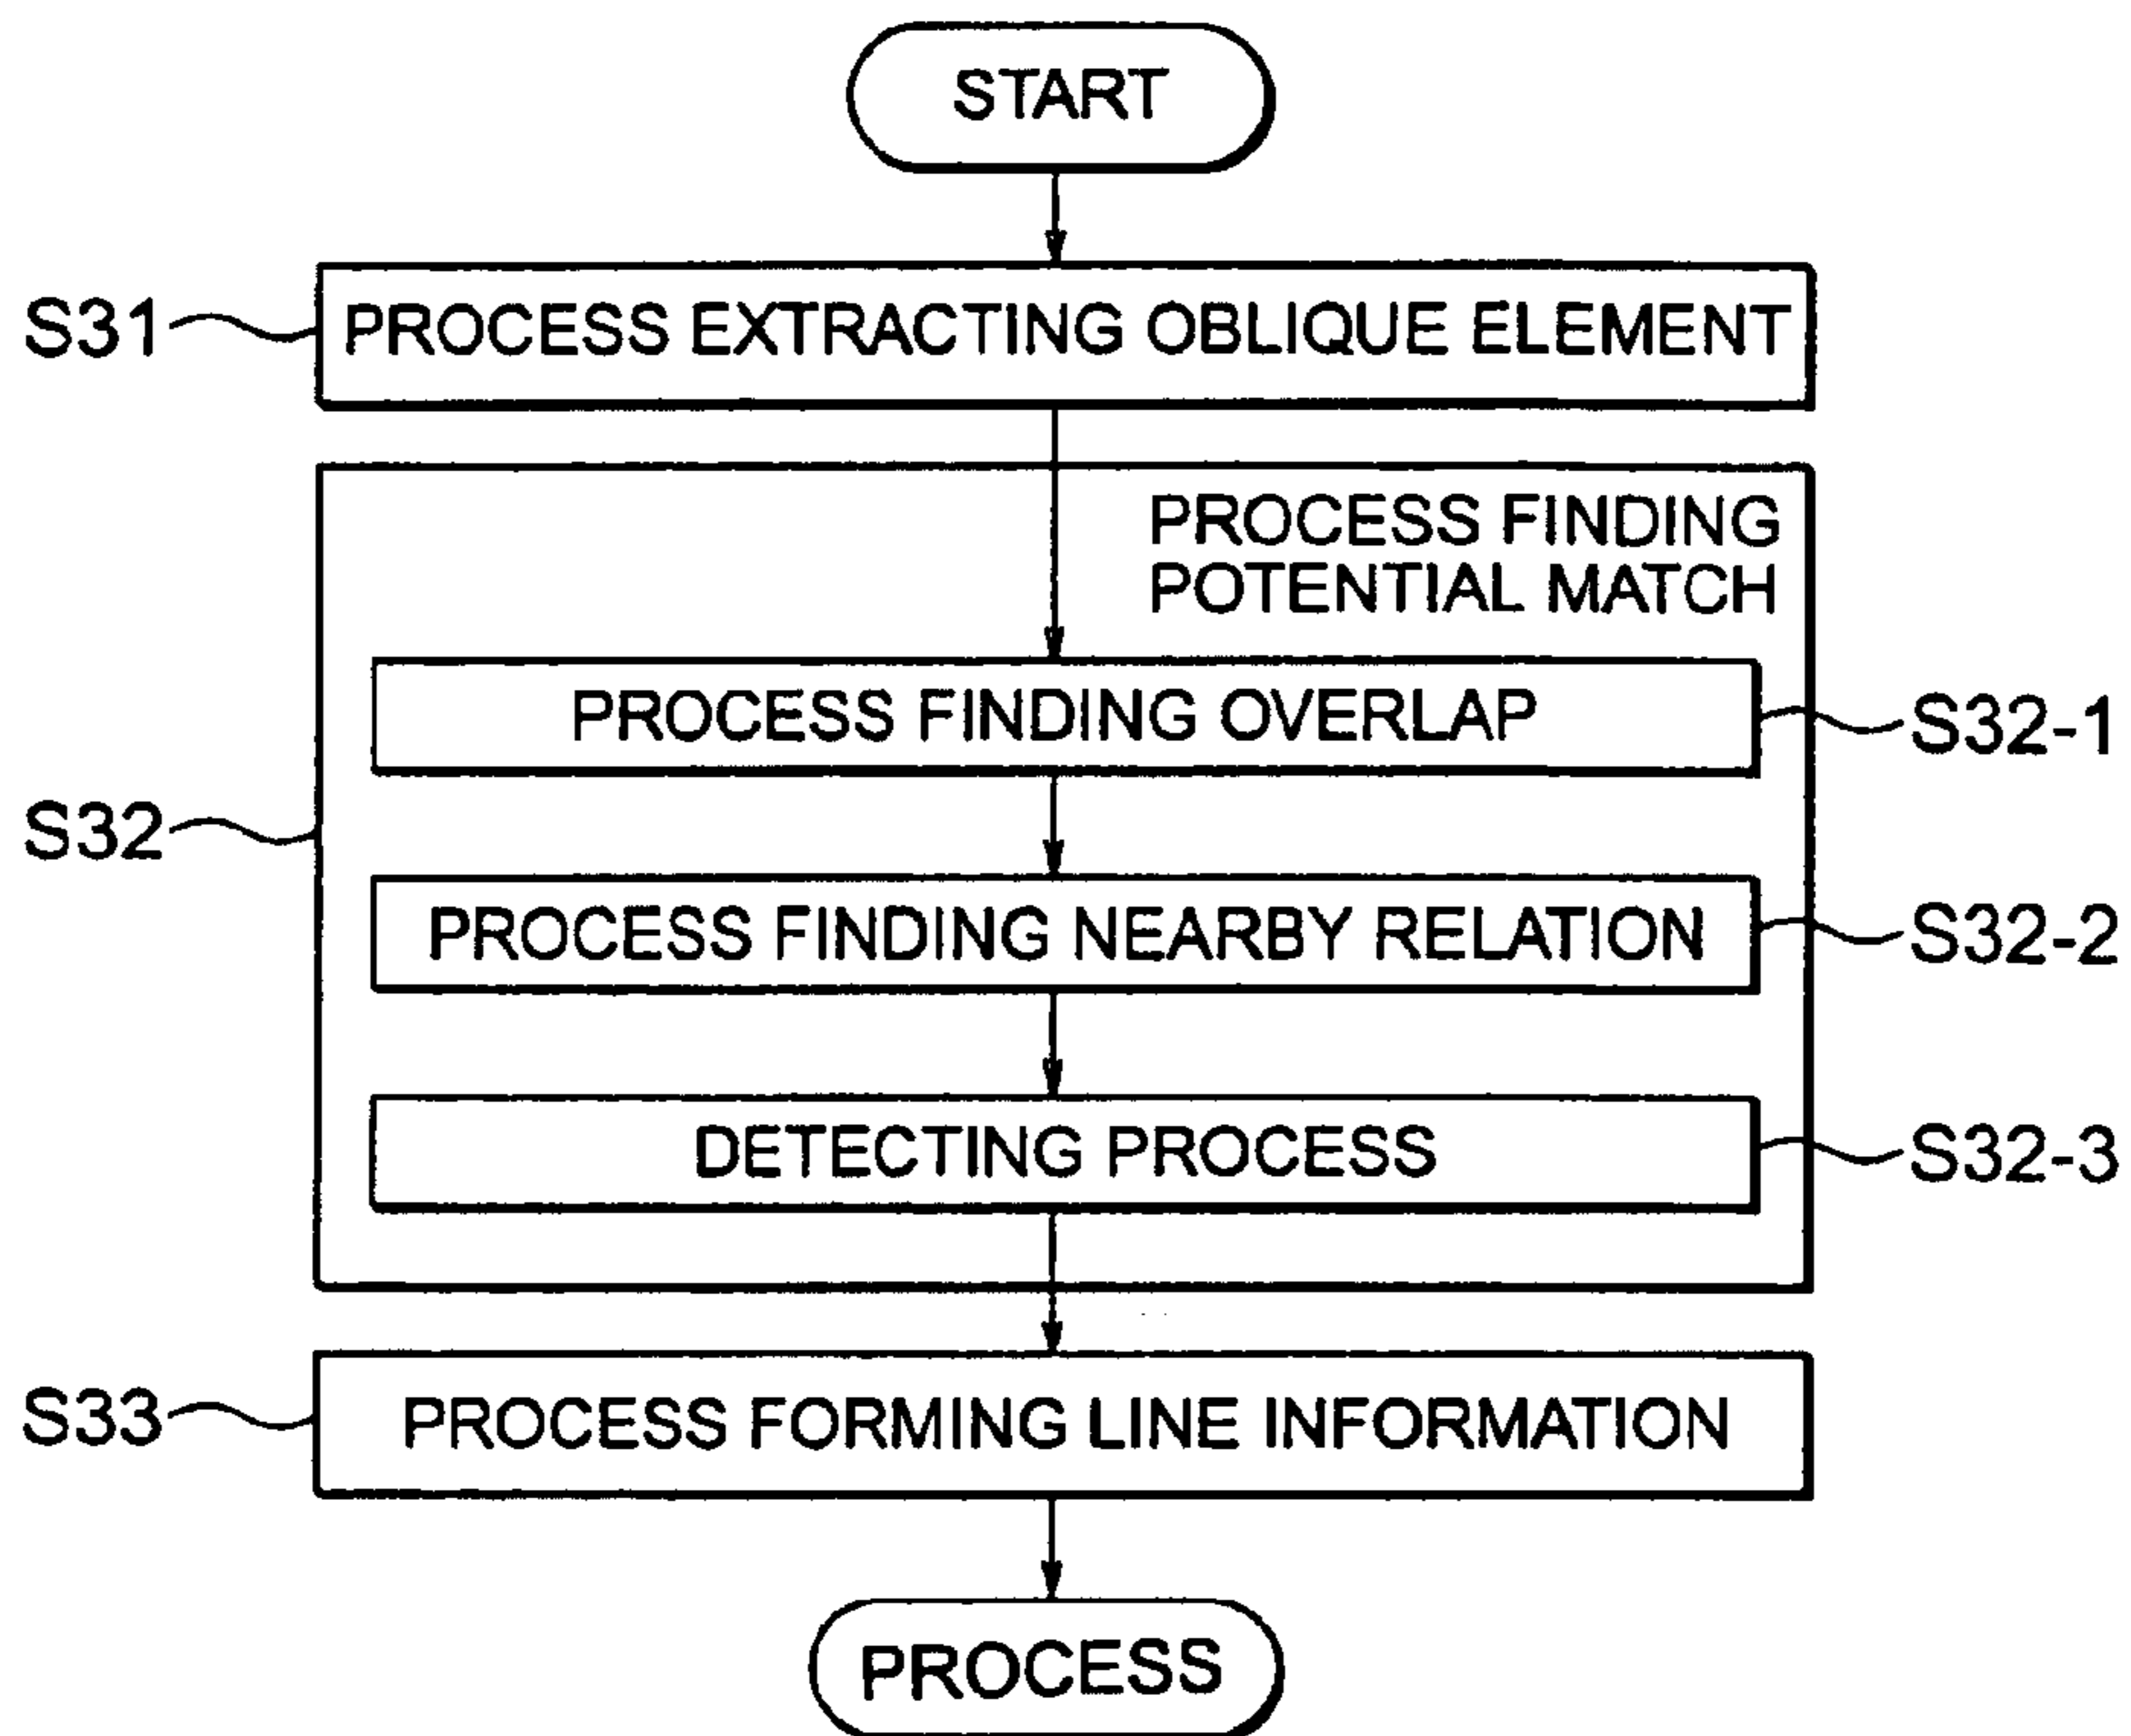 START
S31
PROCESS EXTRACTING OBLIQUE ELEMENT
PROCESS FINDING
POTENTIAL MATCH
PROCESS FINDING OVERLAP
S32-1
S32
PROCESS FINDING NEARBY RELATION
S32-2
DETECTING PROCESS
S32-3
S33
PROCESS FORMING LINE INFORMATION
PROCESS